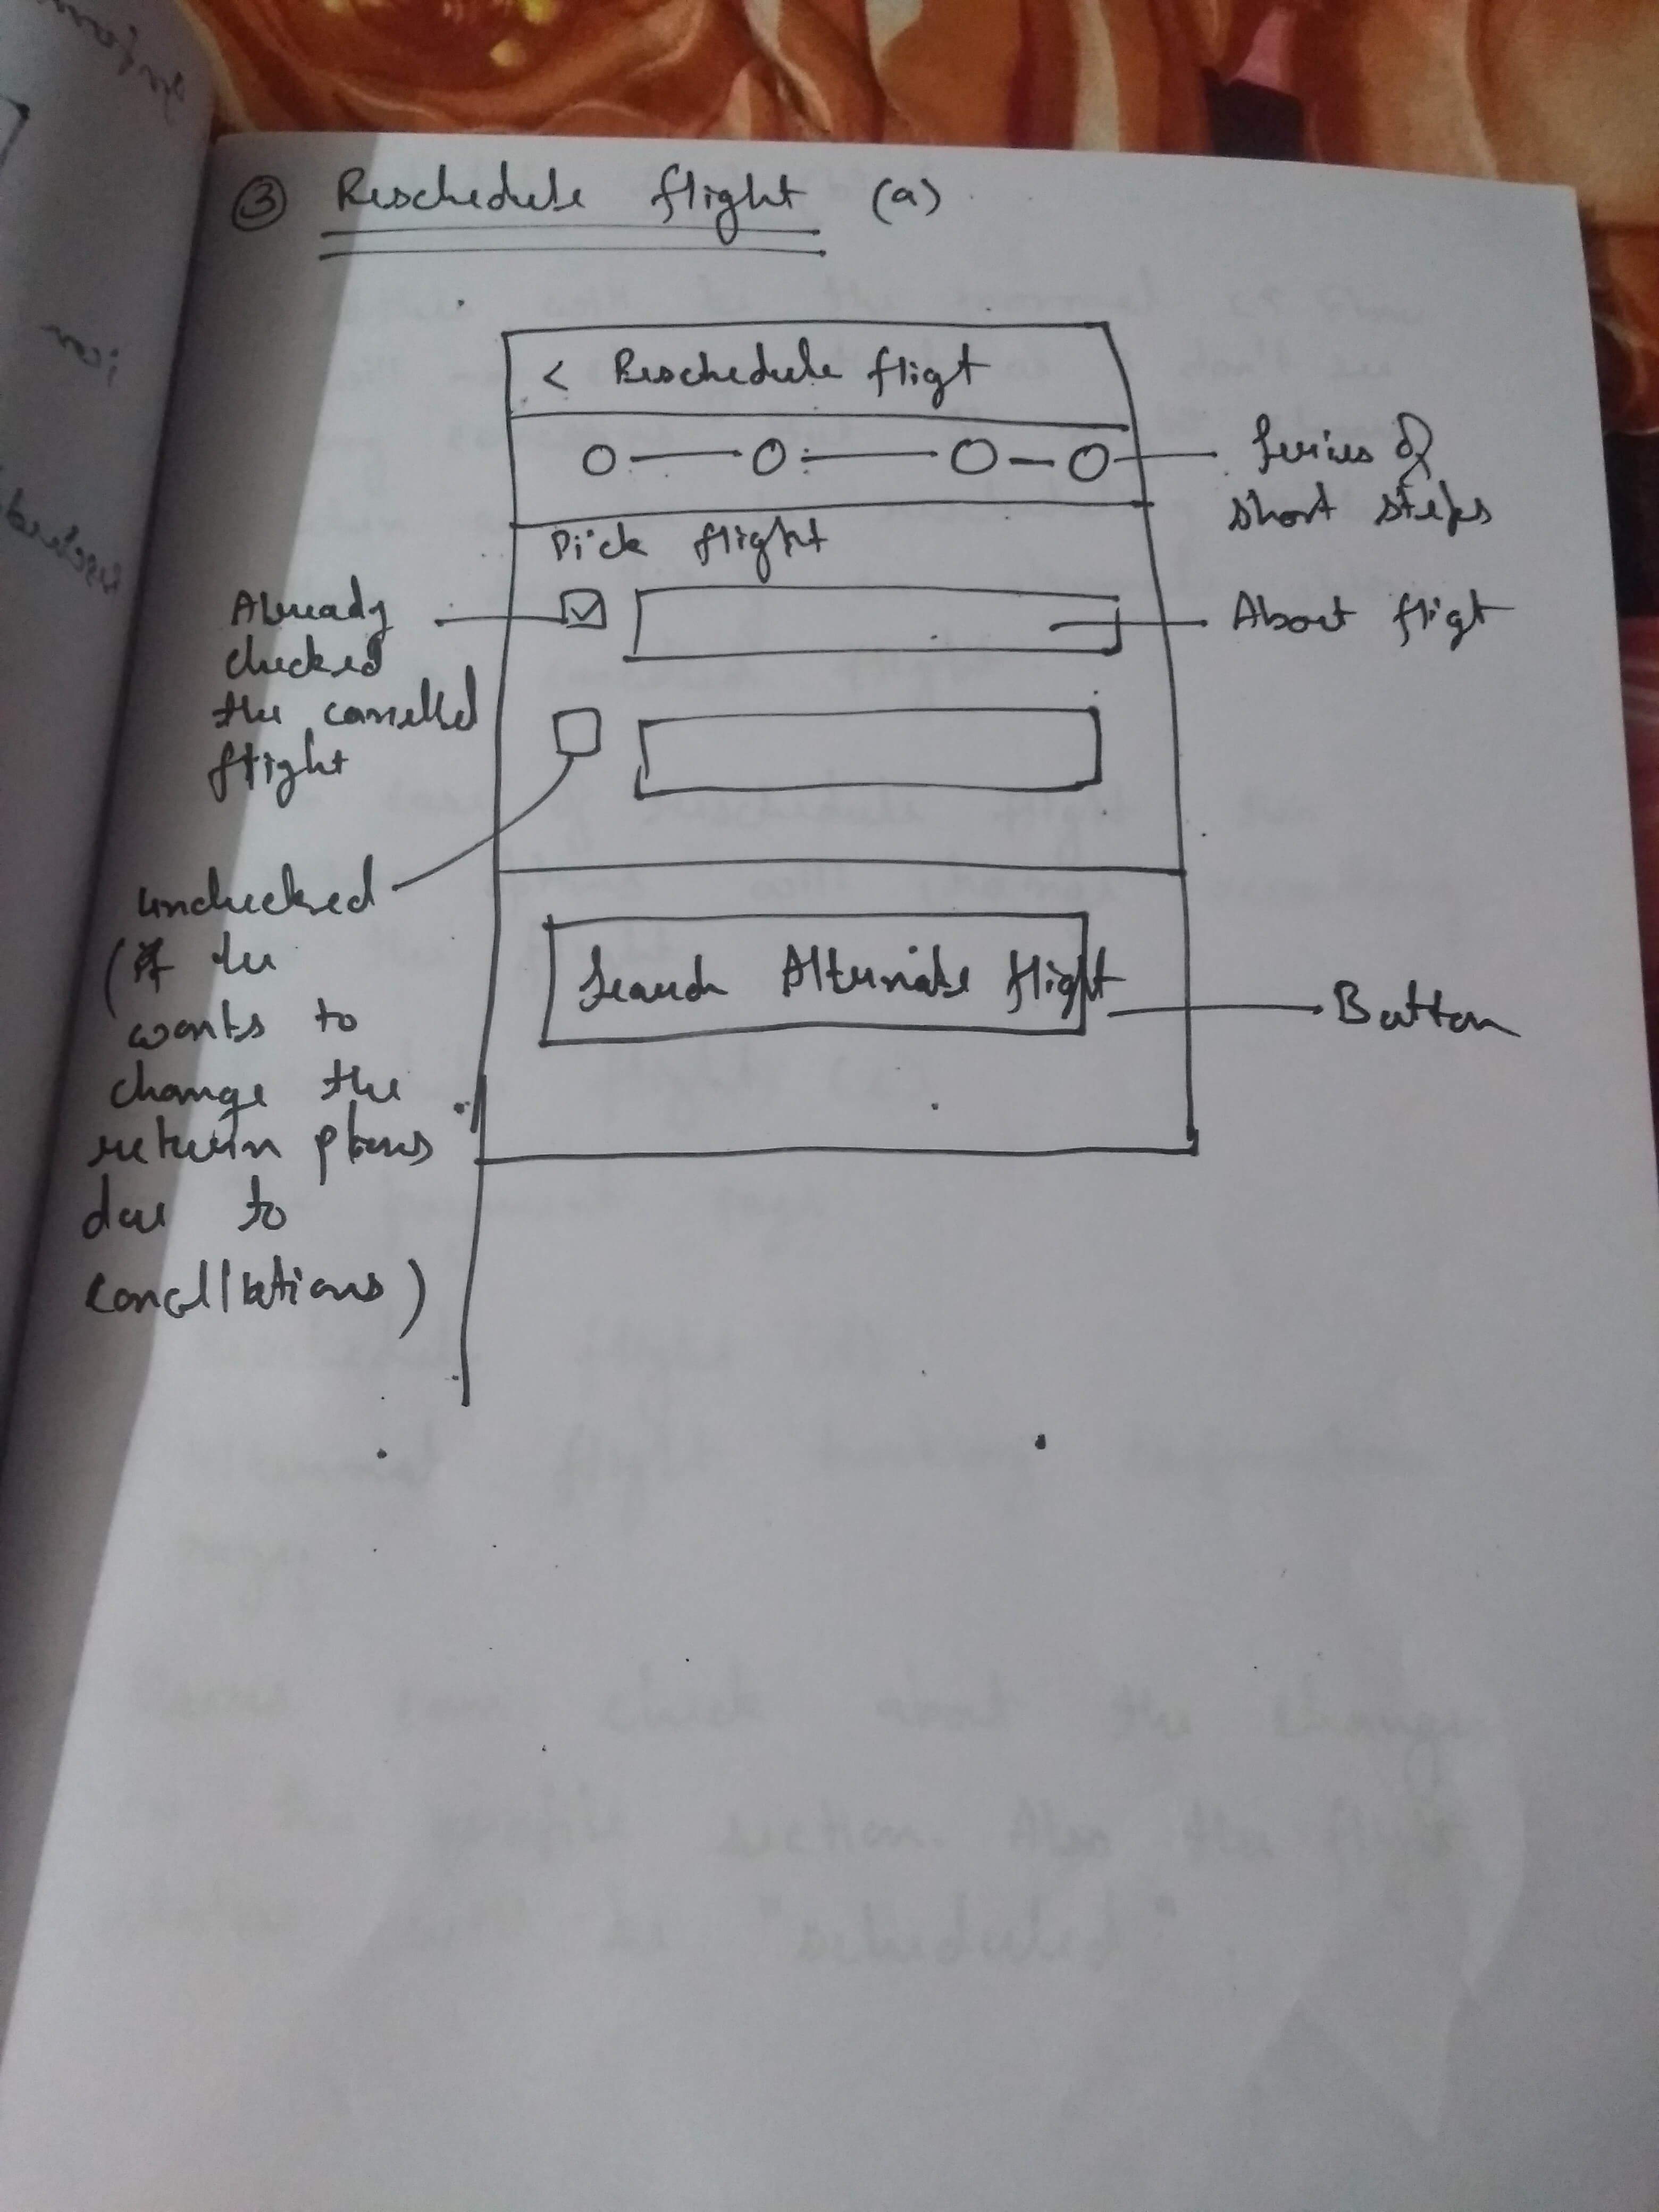 ③ Reschedule flight (a)
< Reschedule fligt
Series of
short steps
Pick flight
Already
checked
the cancelled
flight
About fligt
unchecked
(if he
wants to
change the
return plans
due to
cancellations)
Search Alternate flight
Button